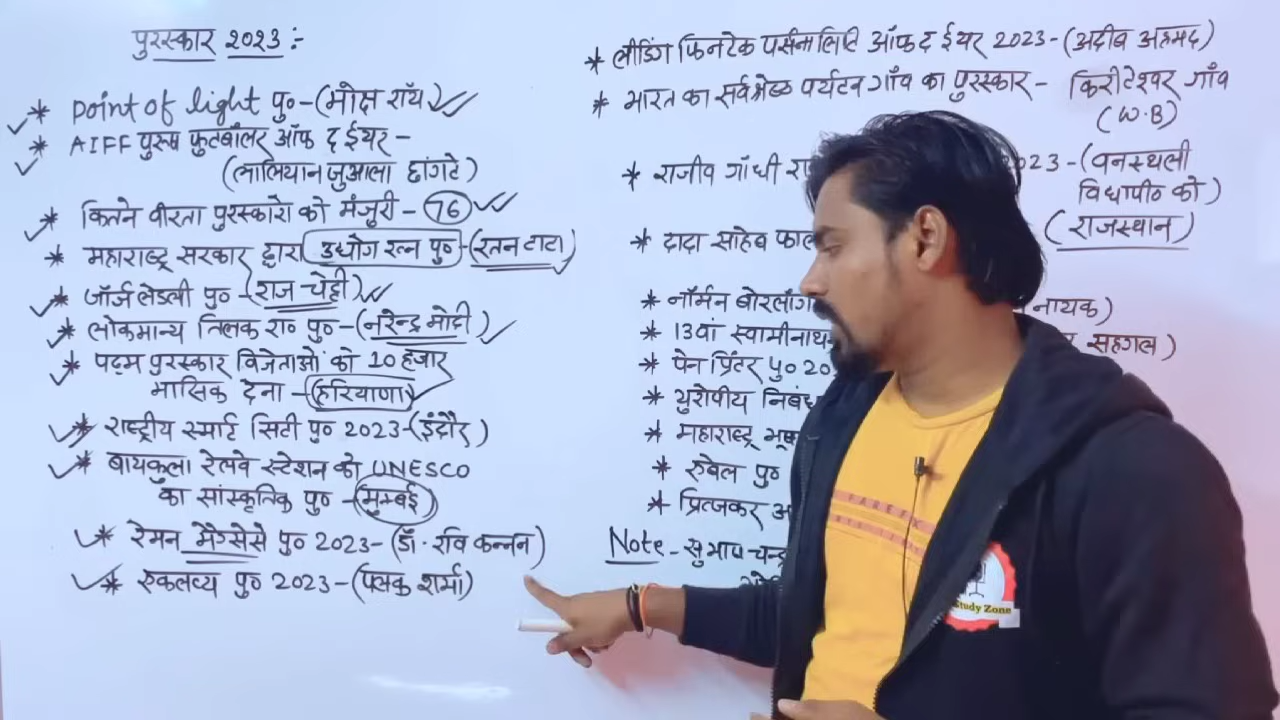 पुरस्कार 2023:-
* Point of light पु० - (मोक्ष रॉय)
* AIFF पुरुष फुटबॉलर ऑफ द ईयर -
(लालियान जुआला छांगटे)
* कितने वीरता पुरस्कारो को मंजुरी - 76
* महाराष्ट्र सरकार द्वारा उद्योग रत्न पु० - (रतन टाटा)
* जॉर्ज लेडली पु० - (राज चेट्टी)
* लोकमान्य तिलक रा० पु० - (नरेन्द्र मोदी)
* पद्म पुरस्कार विजेताओं को 10 हजार
मासिक देना - (हरियाणा)
* राष्ट्रीय स्मार्ट सिटी पु० 2023 - (इंदौर)
* बायकुला रेलवे स्टेशन को UNESCO
का सांस्कृतिक पु० - (मुम्बई)
* रेमन मैग्सेसे पु० 2023 - (डॉ. रवि कन्नन)
* एकलव्य पु० 2023 - (पलक शर्मा)
* लीडिंग फिनटेक पर्सनालिटि ऑफ द ईयर 2023 - (अदीब अहमद)
* भारत का सर्वश्रेष्ठ पर्यटन गाँव का पुरस्कार - किरीटेश्वर गाँव
(W.B)
* राजीव गाँधी 2023 - (वनस्थली
विद्यापीठ को)
(राजस्थान)
* दादा साहेब
* नॉर्मन बोरलॉग नायक)
* 13वां सहगल)
* पेन प्रिंटर पु० 20
* युरोपीय निबंध
* महाराष्ट्र
* रुबेल पु०
* प्रित्जकर
Note - सुभाष चन्द्र
Study Zone